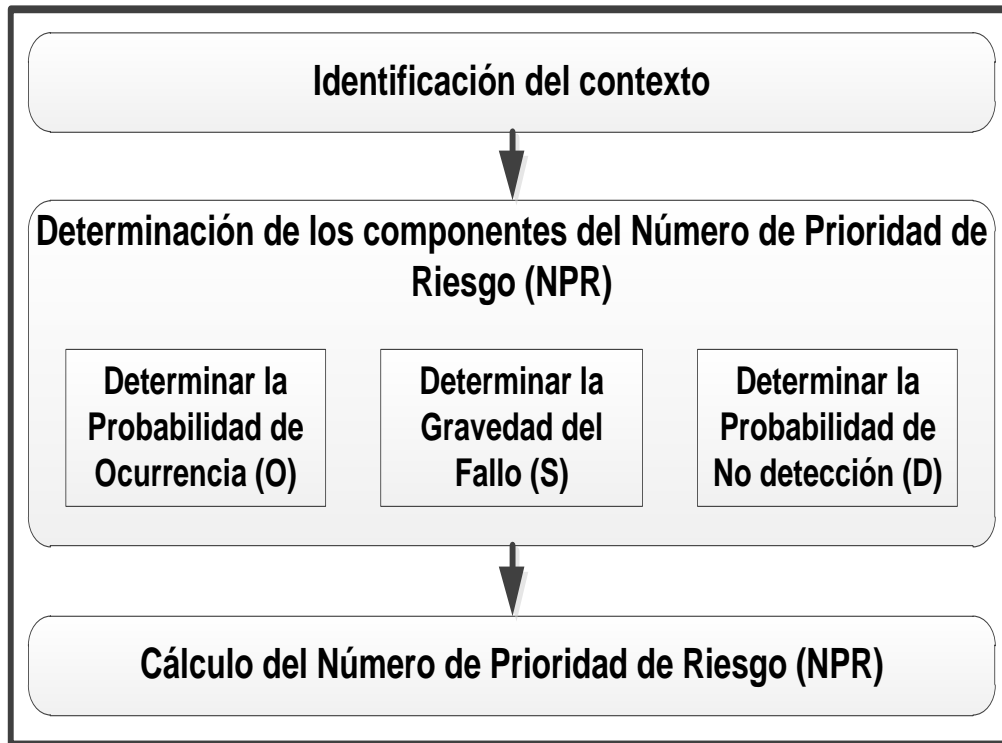 Identificación del contexto
Determinación de los componentes del Número de Prioridad de
Riesgo (NPR)
Determinar la
Probabilidad de
Ocurrencia (O)
Determinar la
Gravedad del
Fallo (S)
Determinar la
Probabilidad de
No detección (D)
Cálculo del Número de Prioridad de Riesgo (NPR)